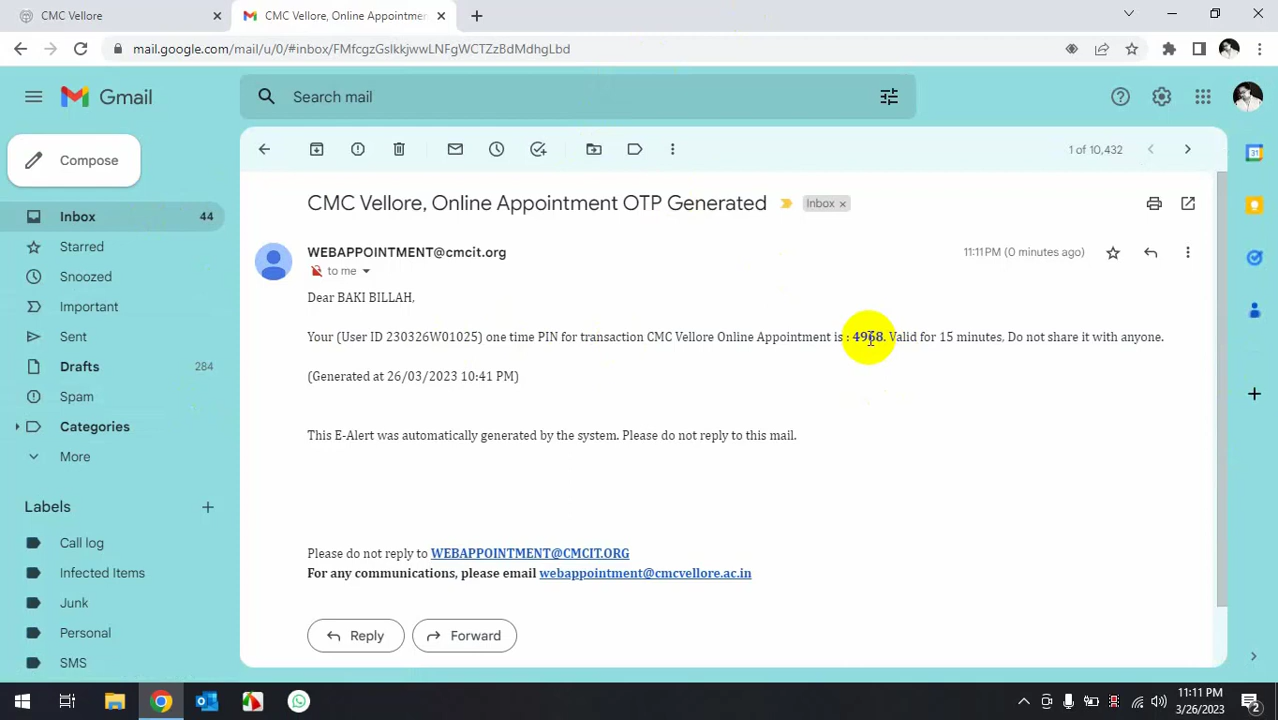 CMC Vellore
CMC Vellore, Online Appointmen
mail.google.com/mail/u/0/#inbox/FMfcgzGslkkjwwLNFgWCTZzBdMdhgLbd
Gmail
Search mail
Compose
1 of 10,432
Inbox 44
Starred
Snoozed
Important
Sent
Drafts 284
Spam
Categories
More
Labels
Call log
Infected Items
Junk
Personal
SMS
CMC Vellore, Online Appointment OTP Generated
Inbox x
WEBAPPOINTMENT@cmcit.org
11:11 PM (0 minutes ago)
to me
Dear BAKI BILLAH,
Your (User ID 230326W01025) one time PIN for transaction CMC Vellore Online Appointment is : 4968. Valid for 15 minutes, Do not share it with anyone.
(Generated at 26/03/2023 10:41 PM)
This E-Alert was automatically generated by the system. Please do not reply to this mail.
Please do not reply to WEBAPPOINTMENT@CMCIT.ORG
For any communications, please email webappointment@cmcvellore.ac.in
Reply
Forward
31
11:11 PM
3/26/2023
2